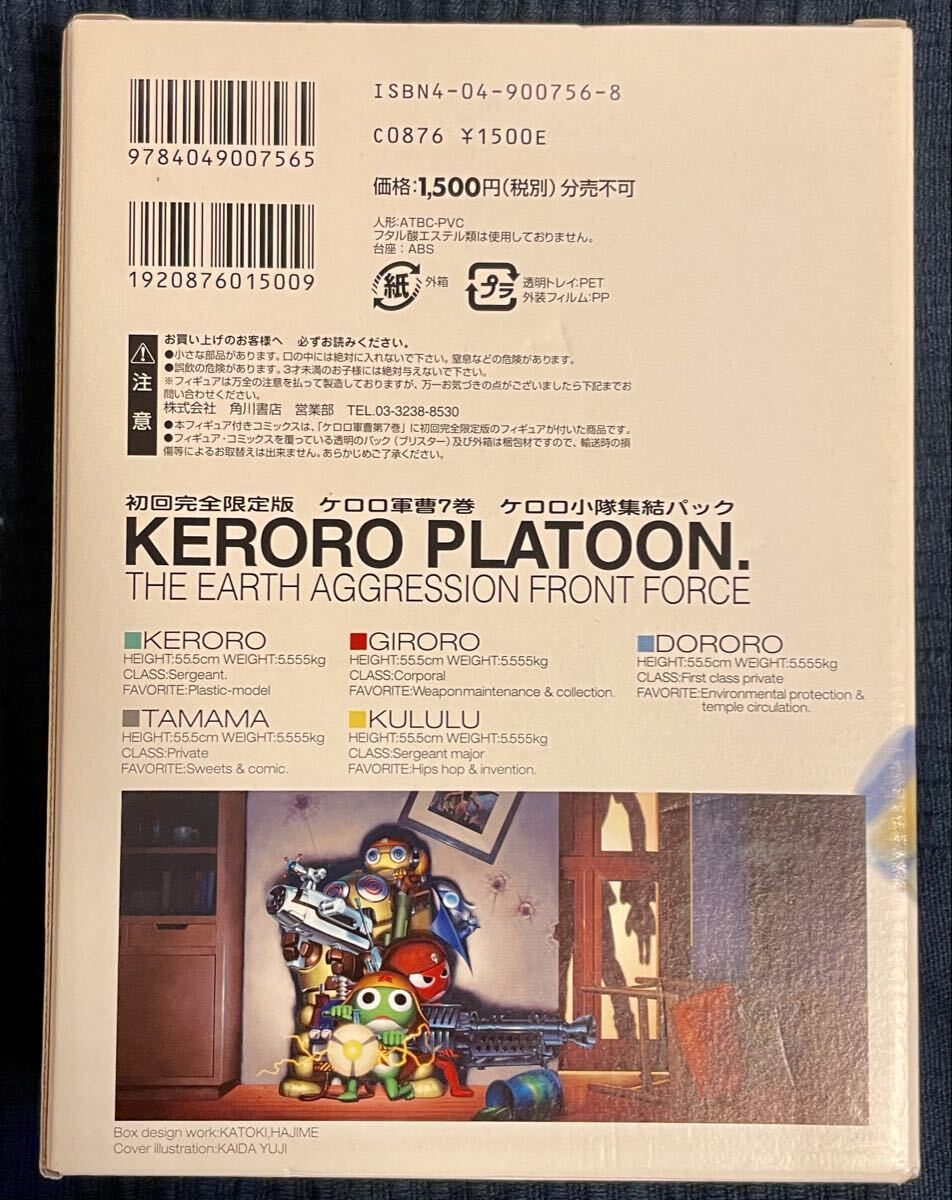 ISBN4-04-900756-8
C0876 ¥1500E
9784049007565
価格:1,500円(税別)分売不可
人形:ATBC-PVC
フタル酸エステル類は使用しておりません。
台座：ABS
1920876015009
紙 外箱
プラ 透明トレイ:PET
外装フィルム:PP
注意
お買い上げのお客様へ　必ずお読みください。
●小さな部品があります。口の中には絶対に入れないで下さい。窒息などの危険があります。
●誤飲の危険があります。3才未満のお子様には絶対与えないで下さい。
※フィギュアは万全の注意を払って製造しておりますが、万一お気づきの点がございましたら下記までお
問い合わせください。
株式会社　角川書店　営業部　TEL.03-3238-8530
●本フィギュア付きコミックスは、「ケロロ軍曹第7巻」に初回完全限定版のフィギュアが付いた商品です。
●フィギュア・コミックスを覆っている透明のパック（ブリスター）及び外箱は梱包材ですので、輸送時の損
傷等によるお取替えは出来ません。あらかじめご了承ください。
初回完全限定版　ケロロ軍曹7巻　ケロロ小隊集結パック
KERORO PLATOON.
THE EARTH AGGRESSION FRONT FORCE
KERORO
HEIGHT:55.5cm WEIGHT:5.555kg
CLASS:Sergeant.
FAVORITE:Plastic-model
GIRORO
HEIGHT:55.5cm WEIGHT:5.555kg
CLASS:Corporal
FAVORITE:Weaponmaintenance & collection.
DORORO
HEIGHT:55.5cm WEIGHT:5.555kg
CLASS:First class private
FAVORITE:Environmental protection &
temple circulation.
TAMAMA
HEIGHT:55.5cm WEIGHT:5.555kg
CLASS:Private
FAVORITE:Sweets & comic.
KULULU
HEIGHT:55.5cm WEIGHT:5.555kg
CLASS:Sergeant major
FAVORITE:Hips hop & invention.
Box design work:KATOKI,HAJIME
Cover illustration:KAIDA YUJI